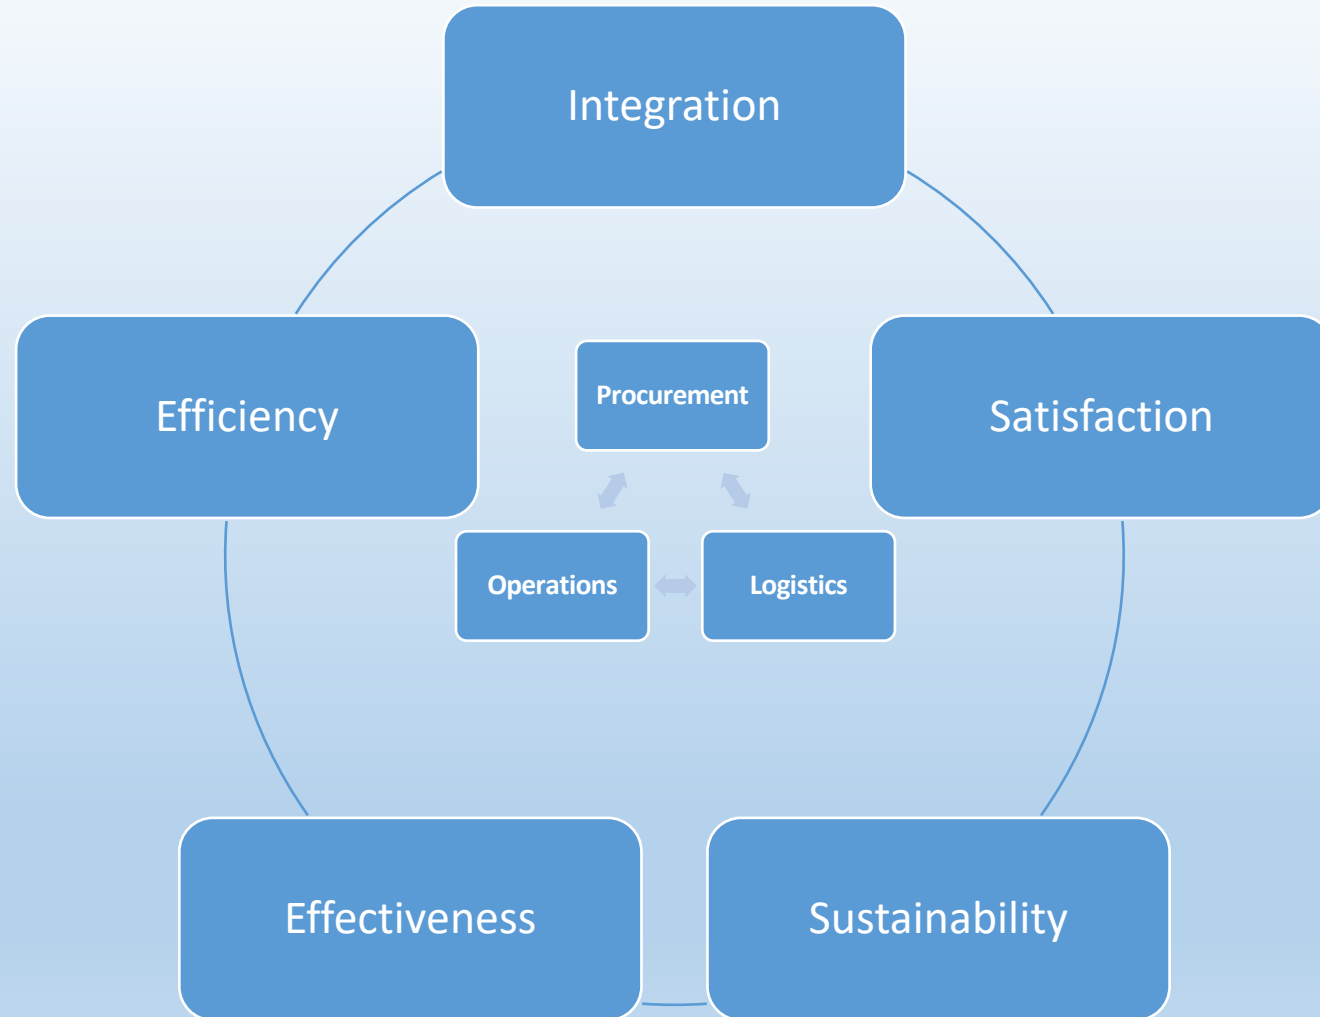 Integration
Efficiency
Procurement
Satisfaction
Operations
Logistics
Effectiveness
Sustainability